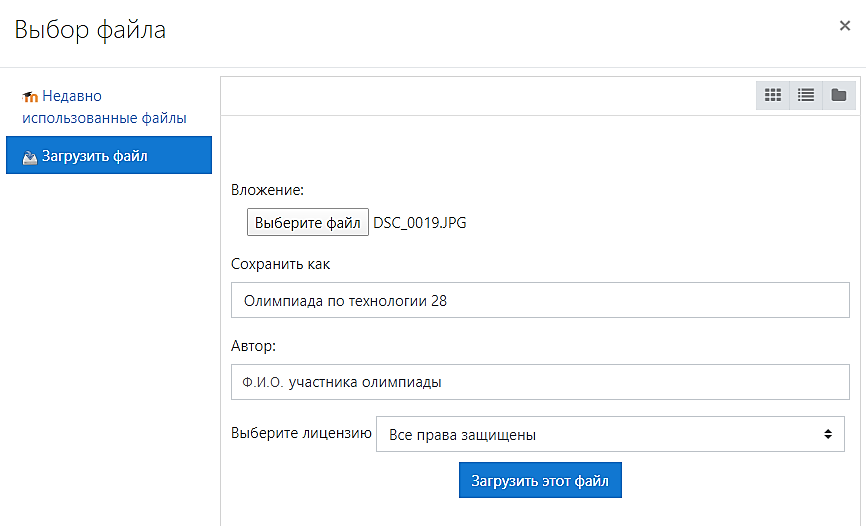 Выбор файла
Недавно
использованные файлы
Загрузить файл
Вложение:
Выберите файл DSC_0019.JPG
Сохранить как
Олимпиада по технологии 28
Автор:
Ф.И.О. участника олимпиады
Выберите лицензию Все права защищены
Загрузить этот файл